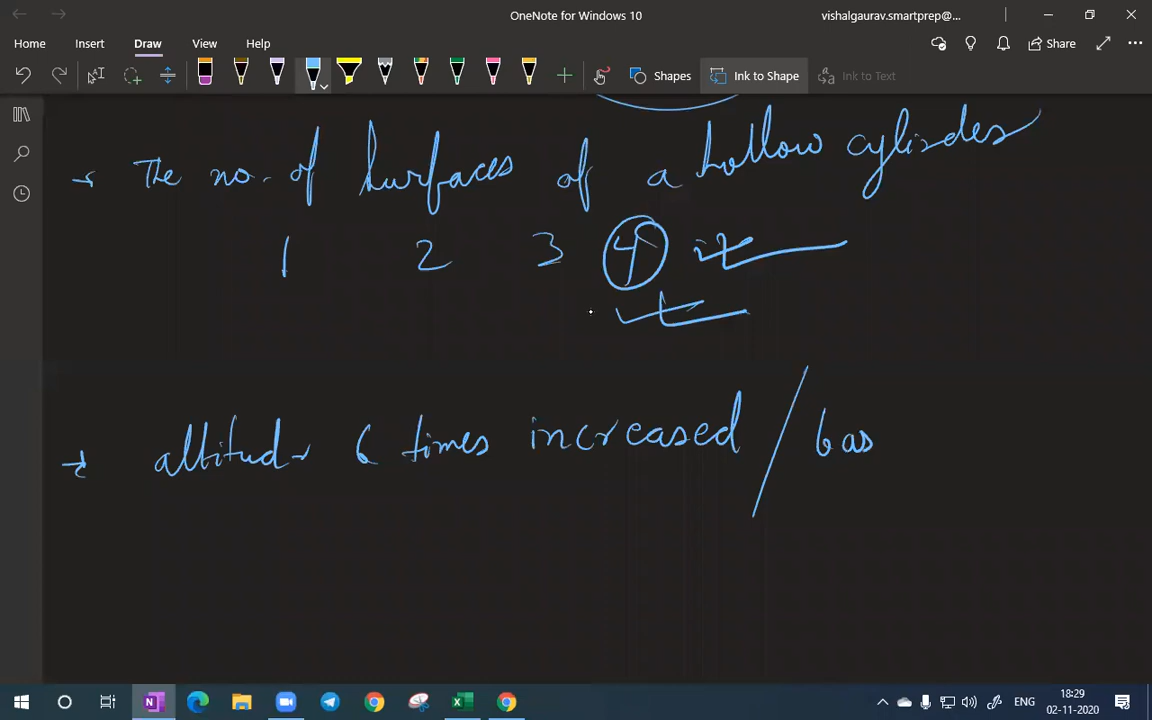 OneNote for Windows 10
vishalgaurav.smartprep@...
Home Insert Draw View Help
Share
Shapes Ink to Shape Ink to Text
The no. of Surfaces of a hollow cylinder
1 2 3 4
altitud 6 times increased / bas
ENG 18:29
02-11-2020